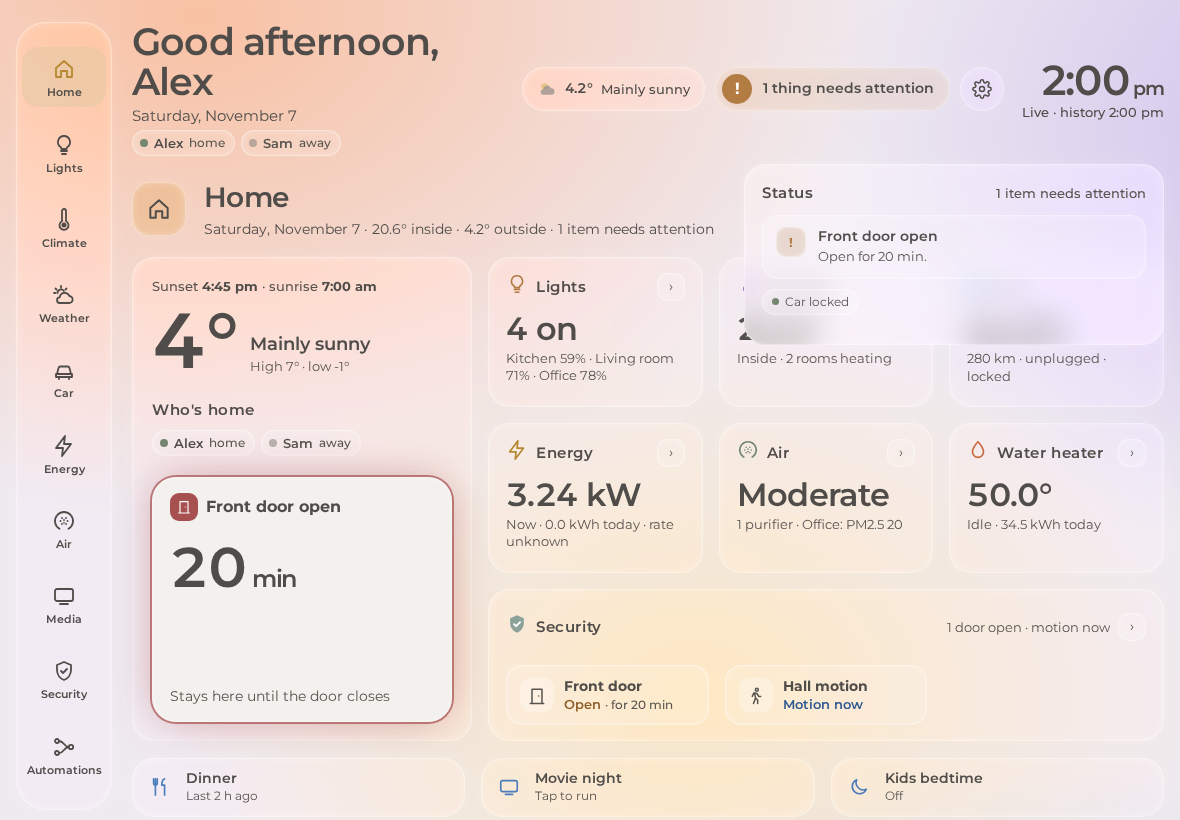 Good afternoon,
Alex
Saturday, November 7
Alex home
Sam away
4.2° Mainly sunny
! 1 thing needs attention
2:00 pm
Live · history 2:00 pm
Home
Lights
Climate
Weather
Car
Energy
Air
Media
Security
Automations
Home
Saturday, November 7 · 20.6° inside · 4.2° outside · 1 item needs attention
Status
1 item needs attention
! Front door open
Open for 20 min.
Car locked
Sunset 4:45 pm · sunrise 7:00 am
4°
Mainly sunny
High 7° · low -1°
Who's home
Alex home
Sam away
Front door open
20 min
Stays here until the door closes
Lights ›
4 on
Kitchen 59% · Living room
71% · Office 78%
Inside · 2 rooms heating
280 km · unplugged ·
locked
Energy ›
3.24 kW
Now · 0.0 kWh today · rate
unknown
Air ›
Moderate
1 purifier · Office: PM2.5 20
Water heater ›
50.0°
Idle · 34.5 kWh today
Security
1 door open · motion now ›
Front door
Open · for 20 min
Hall motion
Motion now
Dinner
Last 2 h ago
Movie night
Tap to run
Kids bedtime
Off